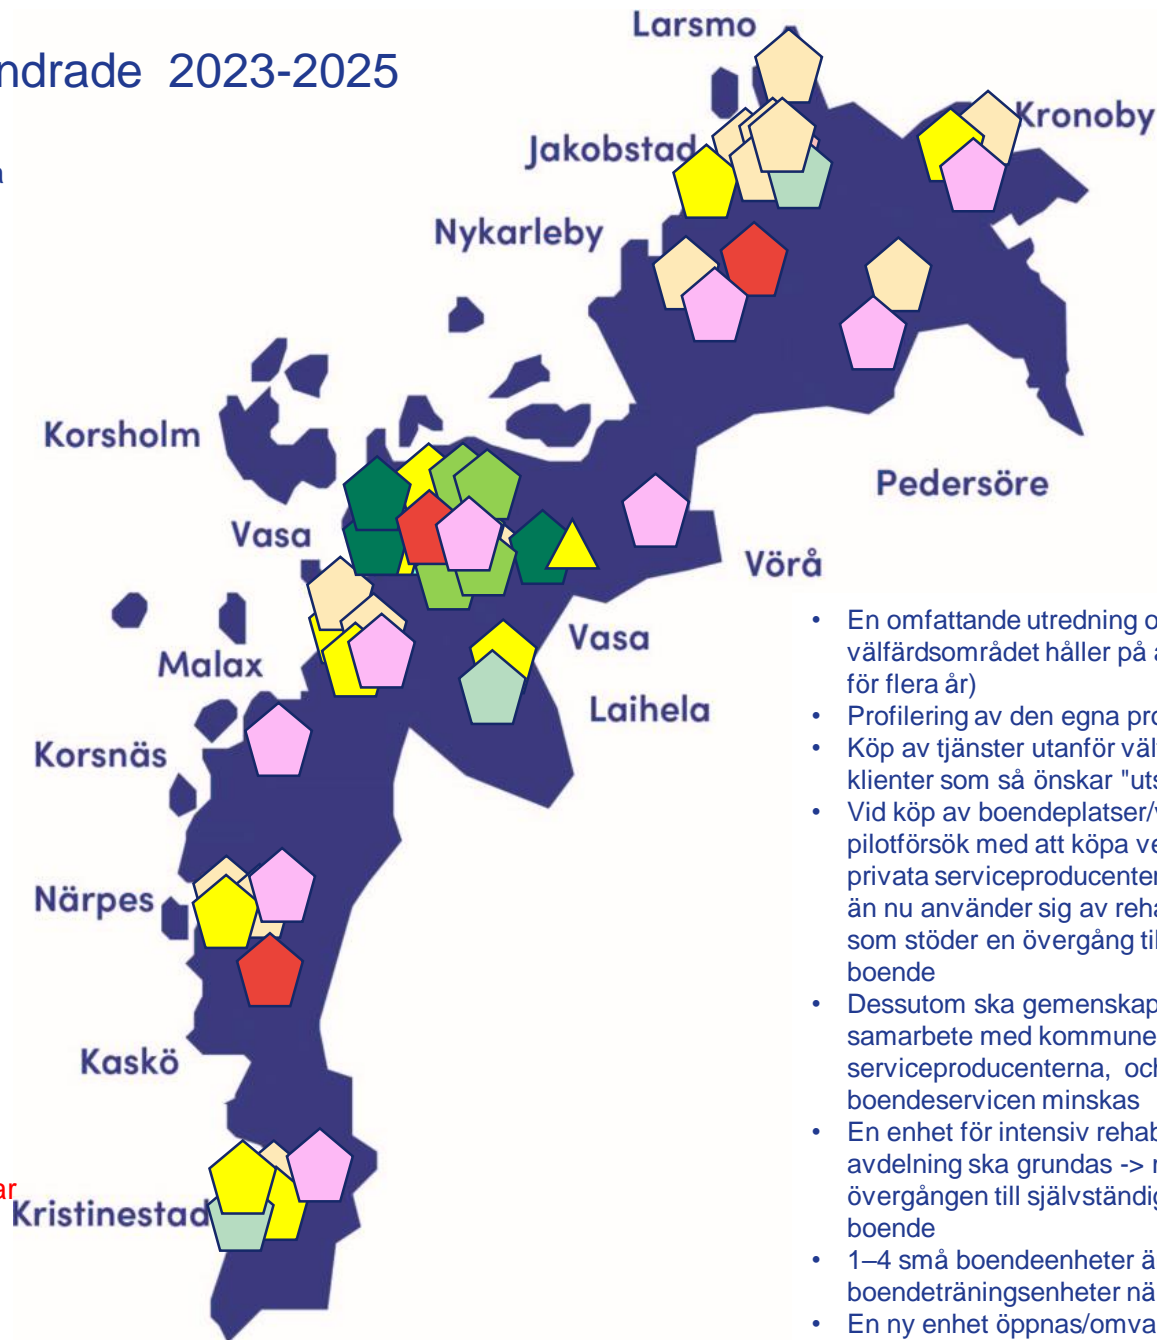 Larsmo
ndrade 2023-2025
Kronoby
Jakobstad
a
Nykarleby
Korsholm
Pedersöre
Vasa
Vörå
• En omfattande utredning o
välfärdsområdet håller på a
för flera år)
• Profilering av den egna pro
• Köp av tjänster utanför väl
klienter som så önskar "uts
• Vid köp av boendeplatser/v
pilotförsök med att köpa ve
privata serviceproducenter
än nu använder sig av reha
som stöder en övergång til
boende
• Dessutom ska gemenskap
samarbete med kommune
serviceproducenterna, och
boendeservicen minskas
• En enhet för intensiv rehab
avdelning ska grundas -> r
övergången till självständig
boende
• 1–4 små boendeenheter ä
boendeträningsenheter nä
• En ny enhet öppnas/omva
Vasa
Malax
Laihela
Korsnäs
Närpes
Kaskö
ar
Kristinestad